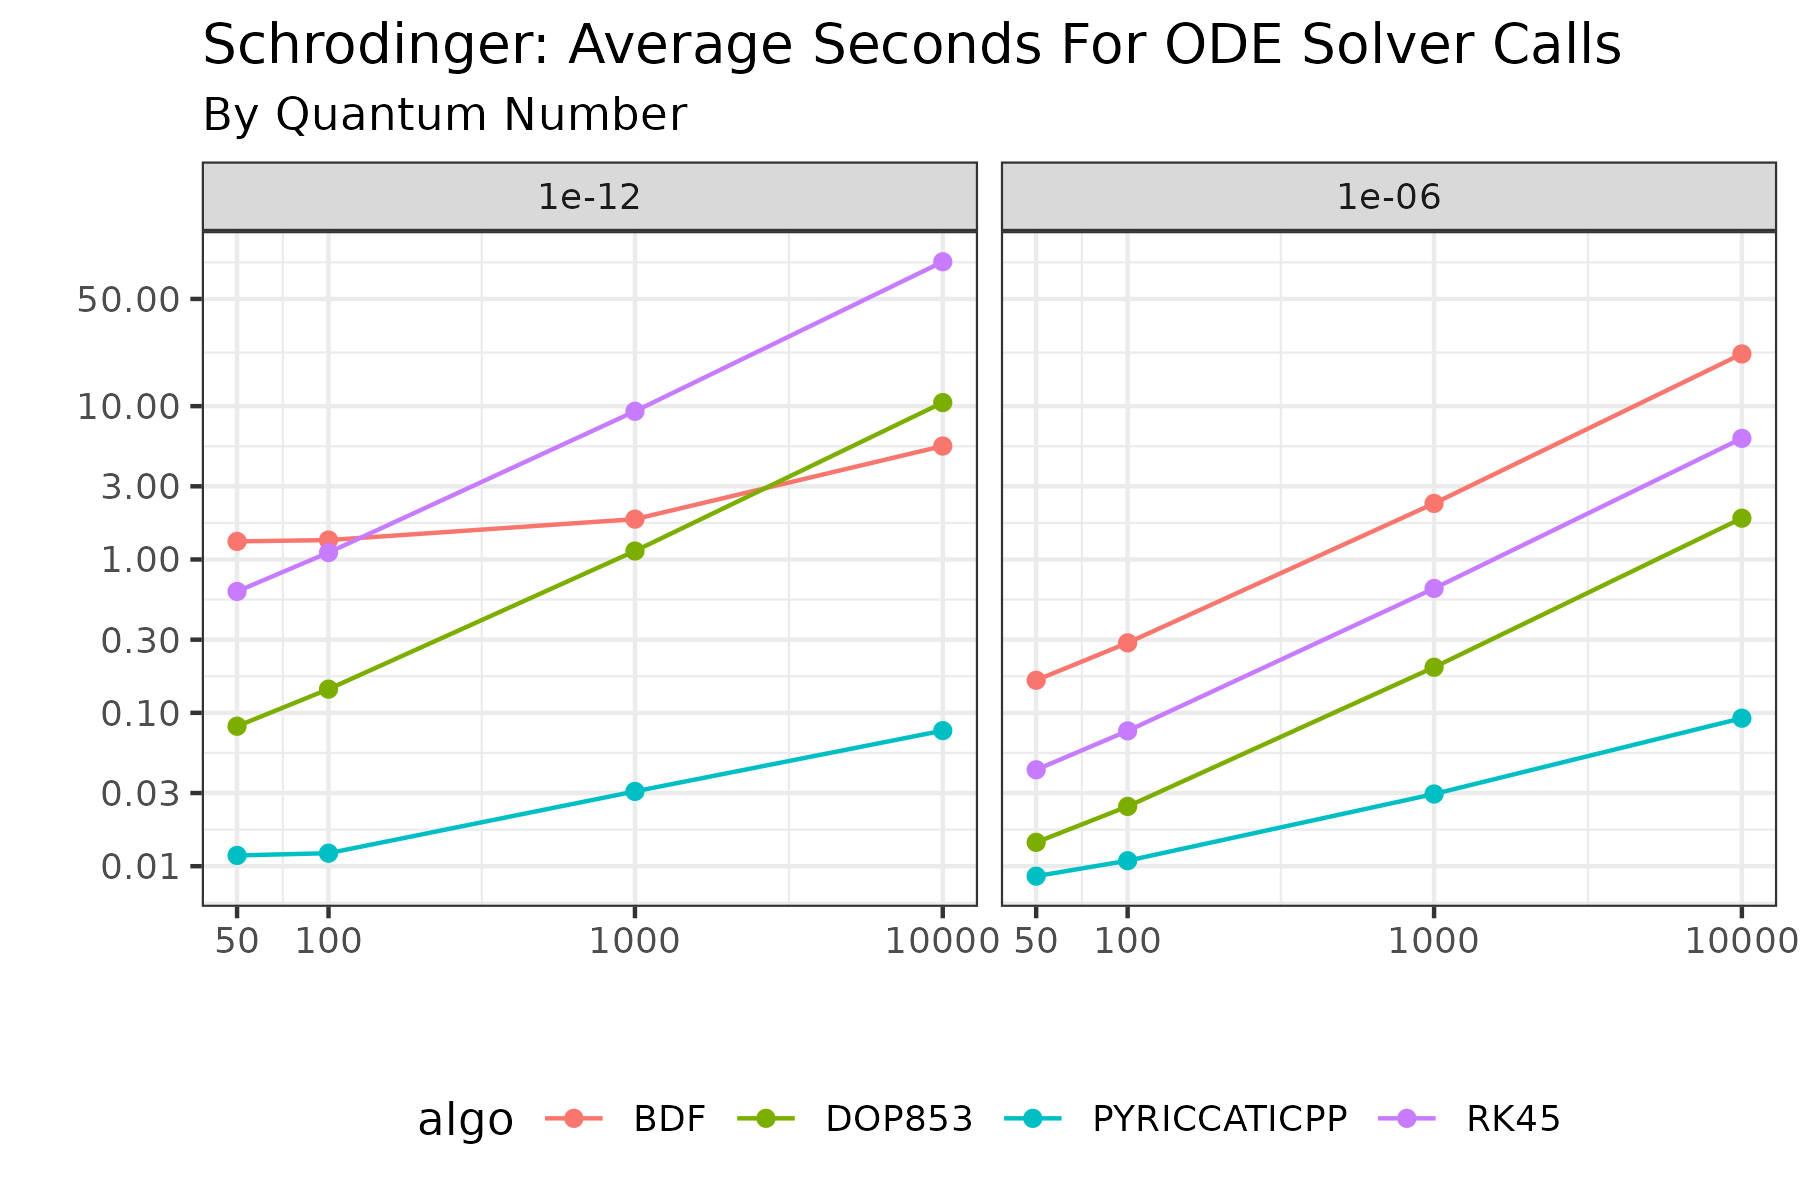 Schrodinger: Average Seconds For ODE Solver Calls
By Quantum Number
1e-12 1e-06
50.00
10.00
3.00
1.00
0.30
0.10
0.03
0.01
50 100 1000 10000 50 100 1000 10000
algo BDF DOP853 PYRICCATICPP RK45